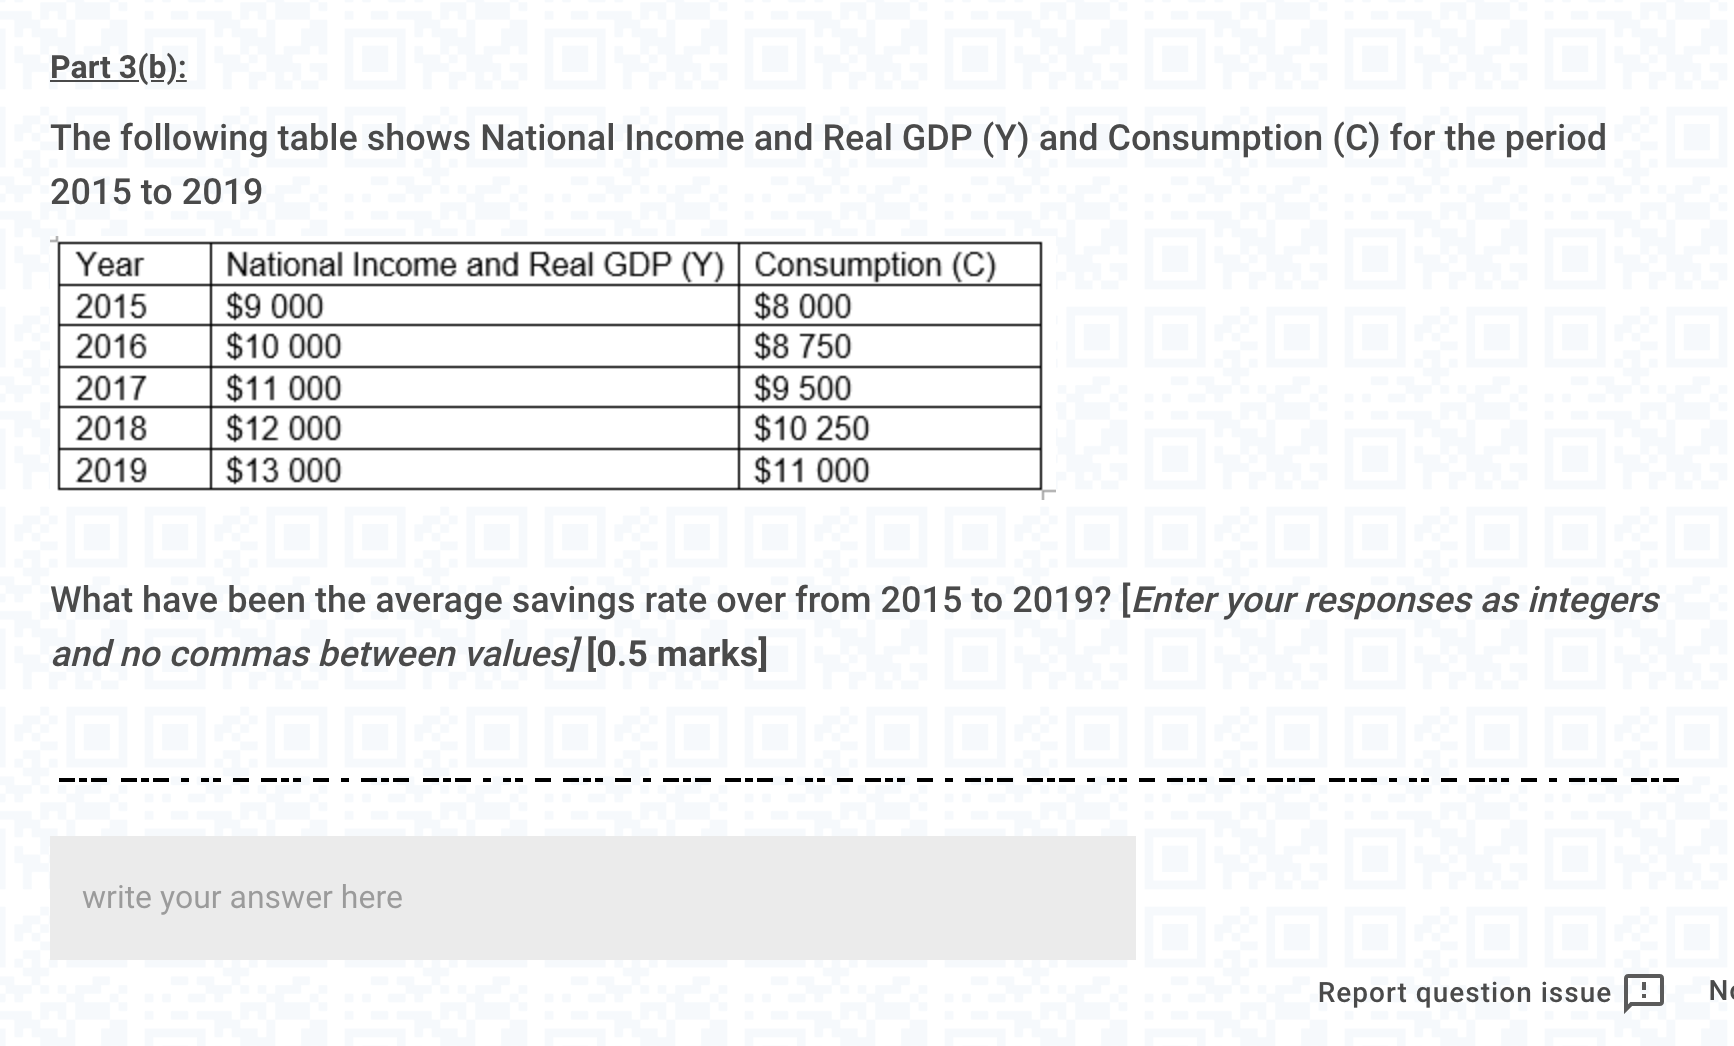 Part 3(b):
The following table shows National Income and Real GDP (Y) and Consumption (C) for the period
2015 to 2019
Year National Income and Real GDP (Y) Consumption (C)
2015 $9 000 $8 000
2016 $10 000 $8 750
2017 $11 000 $9 500
2018 $12 000 $10 250
2019 $13 000 $11 000
What have been the average savings rate over from 2015 to 2019? [Enter your responses as integers
and no commas between values] [0.5 marks]
write your answer here
Report question issue